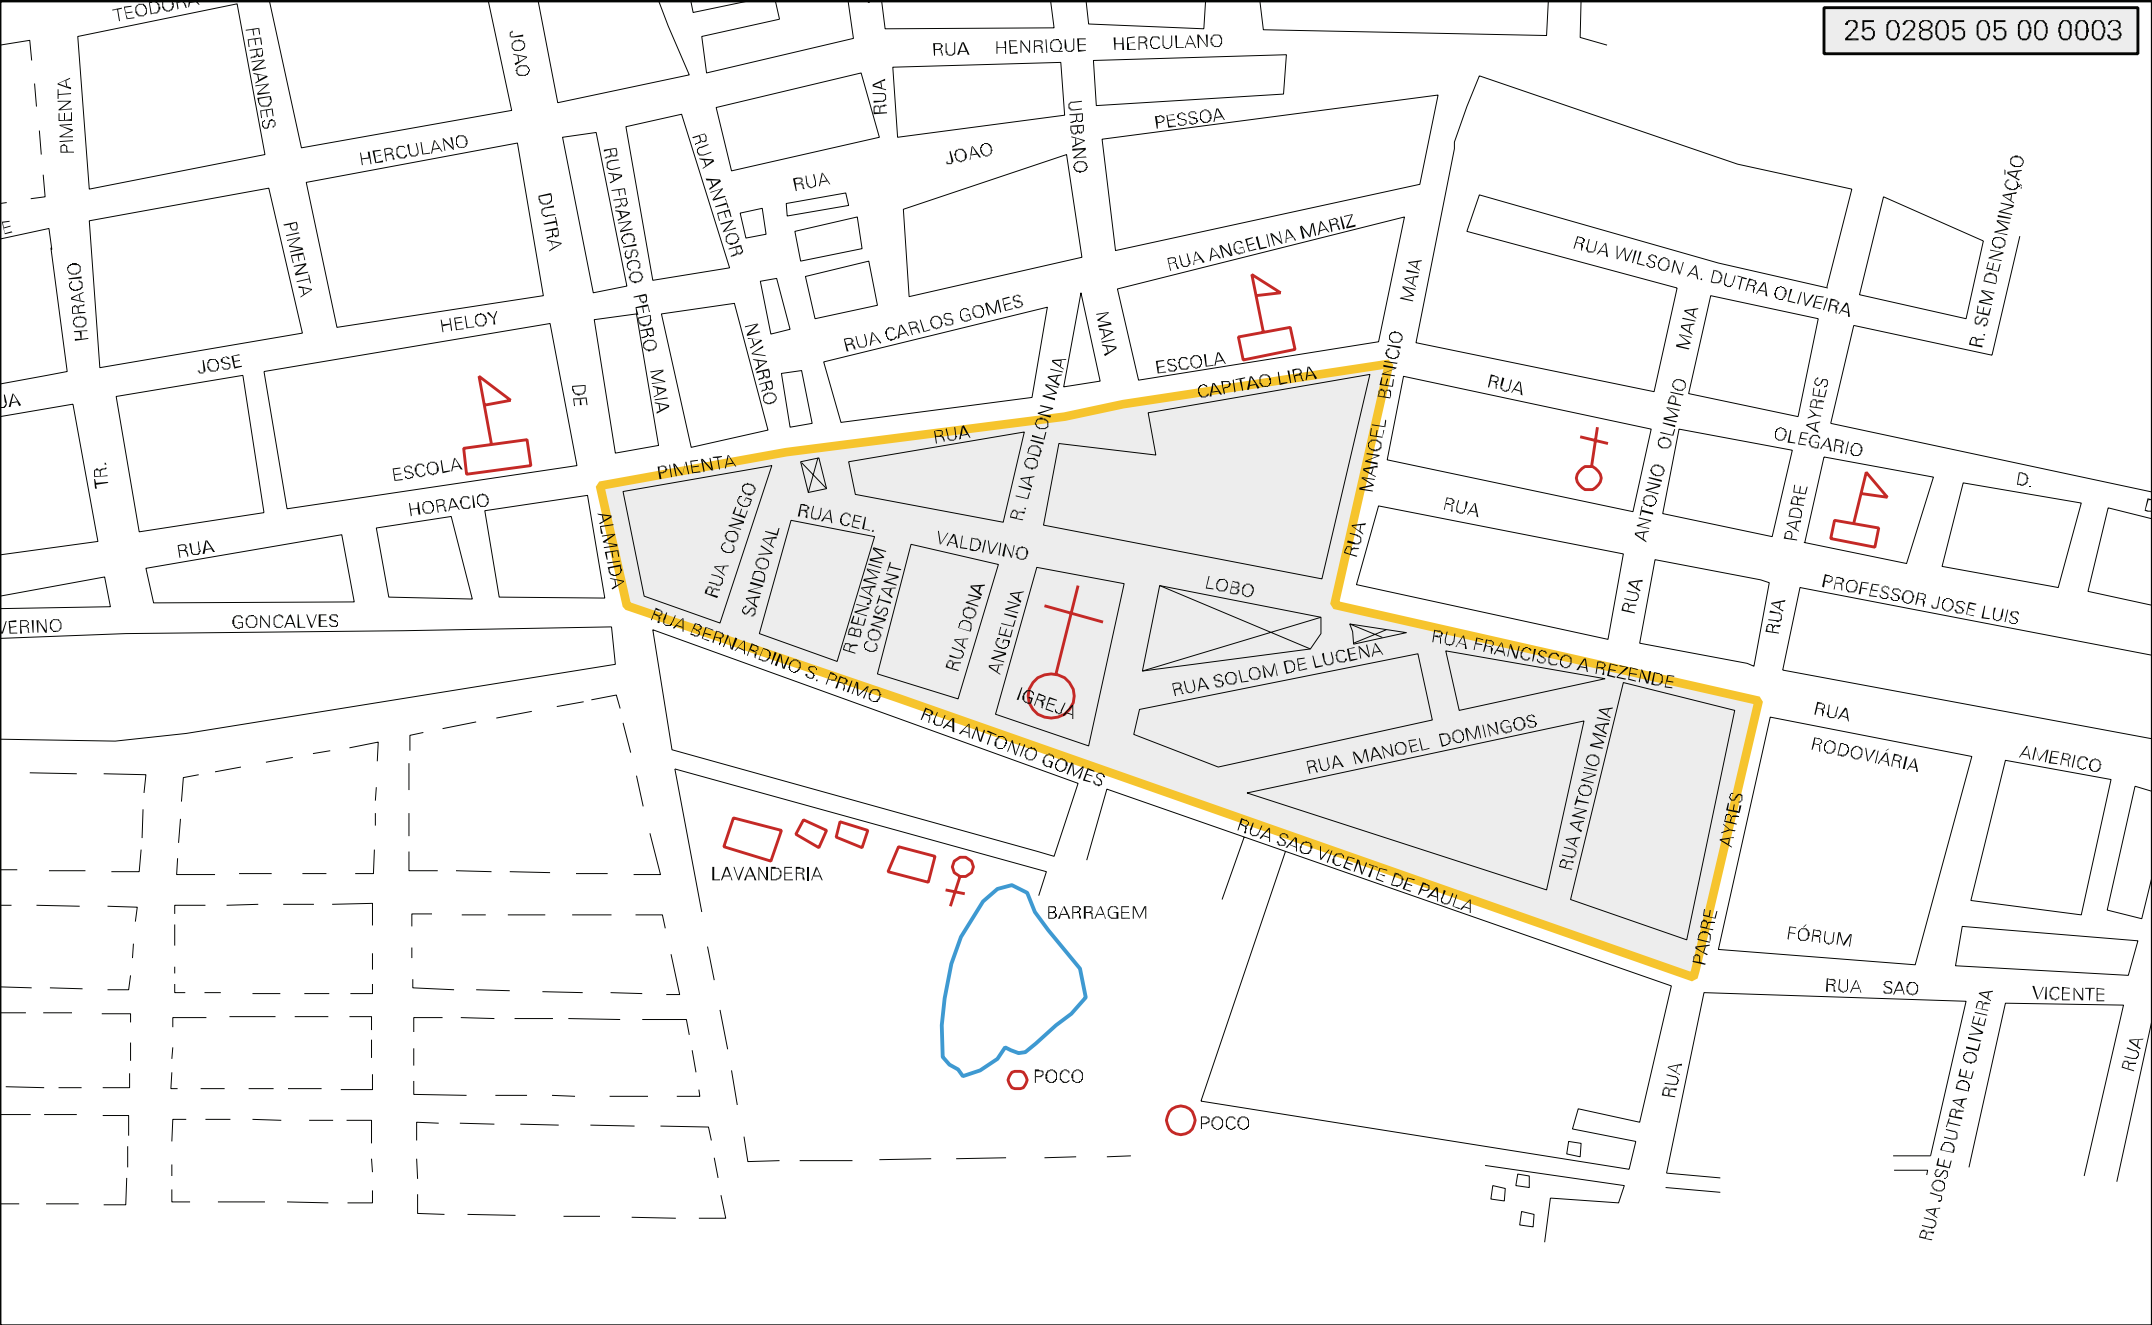 25 02805 05 00 0003
TEODORA
FERNANDES
JOAO
RUA HENRIQUE HERCULANO
PIMENTA
RUA
URBANO
PESSOA
HERCULANO
JOAO
RUA FRANCISCO
RUA ANTENOR
RUA
DUTRA
PIMENTA
HORACIO
RUA ANGELINA MARIZ
RUA WILSON A. DUTRA OLIVEIRA
R. SEM DENOMINAÇÃO
MAIA
HELOY
PEDRO MAIA
RUA CARLOS GOMES
MAIA
MAIA
JOSE
NAVARRO
ESCOLA
CAPITAO LIRA
BENICIO
RUA
OLIMPIO
AYRES
DE
R. LIA ODILON MAIA
RUA
OLEGARIO
ESCOLA
PIMENTA
TR.
HORACIO
RUA CONEGO
SANDOVAL
RUA CEL.
VALDIVINO
MANOEL
RUA
RUA
ANTONIO
PADRE
D.
ALMEIDA
RUA
R BENJAMIM
CONSTANT
RUA DONA
ANGELINA
LOBO
RUA
RUA
PROFESSOR JOSE LUIS
VERINO
GONCALVES
RUA BERNARDINO S. PRIMO
IGREJA
RUA SOLOM DE LUCENA
RUA FRANCISCO A REZENDE
RUA ANTONIO GOMES
RUA MANOEL DOMINGOS
RUA ANTONIO MAIA
RUA
RODOVIÁRIA
AMERICO
AYRES
RUA SAO VICENTE DE PAULA
LAVANDERIA
BARRAGEM
PADRE
FÓRUM
RUA SAO VICENTE
POCO
POCO
RUA
RUA JOSE DUTRA DE OLIVEIRA
RUA